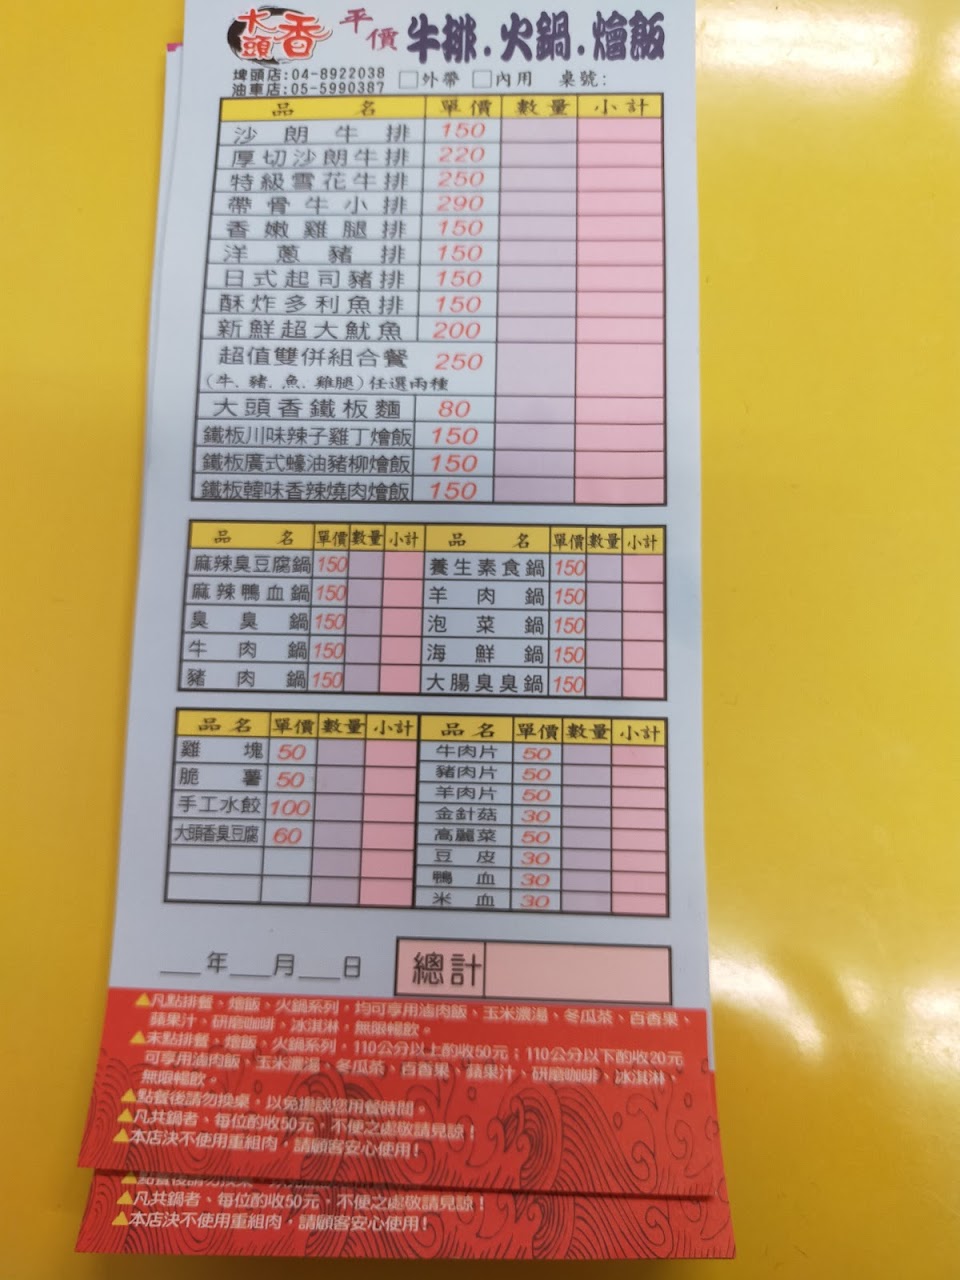 大頭香 平價 牛排.火鍋.燴飯
埤頭店:04-8922038
油車店:05-5990387 □外帶 □內用 桌號:
品名 單價 數量 小計
沙朗牛排 150
厚切沙朗牛排 220
特級雪花牛排 250
帶骨牛小排 290
香嫩雞腿排 150
洋蔥豬排 150
日式起司豬排 150
酥炸多利魚排 150
新鮮超大魷魚 200
超值雙併組合餐 250
(牛.豬.魚.雞腿)任選兩種
大頭香鐵板麵 80
鐵板川味辣子雞丁燴飯 150
鐵板廣式蠔油豬柳燴飯 150
鐵板韓味香辣燒肉燴飯 150
品名 單價 數量 小計 品名 單價 數量 小計
麻辣臭豆腐鍋 150 養生素食鍋 150
麻辣鴨血鍋 150 羊肉鍋 150
臭臭鍋 150 泡菜鍋 150
牛肉鍋 150 海鮮鍋 150
豬肉鍋 150 大腸臭臭鍋 150
品名 單價 數量 小計
雞塊 50
脆薯 50
手工水餃 100
大頭香臭豆腐 60
品名 單價 數量 小計
牛肉片 50
豬肉片 50
羊肉片 50
金針菇 30
高麗菜 50
豆皮 30
鴨血 30
米血 30
___年___月___日 總計
▲凡點排餐、燴飯、火鍋系列，均可享用滷肉飯、玉米濃湯、冬瓜茶、百香果、
蘋果汁、研磨咖啡、冰淇淋，無限暢飲。
▲未點排餐、燴飯、火鍋系列，110公分以上酌收50元；110公分以下酌收20元
可享用滷肉飯、玉米濃湯、冬瓜茶、百香果、蘋果汁、研磨咖啡、冰淇淋、
無限暢飲。
▲點餐後請勿換桌，以免擔誤您用餐時間。
▲凡共鍋者、每位酌收50元，不便之處敬請見諒！
▲本店決不使用重組肉，請顧客安心使用！
▲點餐後請勿換桌
▲凡共鍋者、每位酌收50元，不便之處敬請見諒！
▲本店決不使用重組肉，請顧客安心使用！